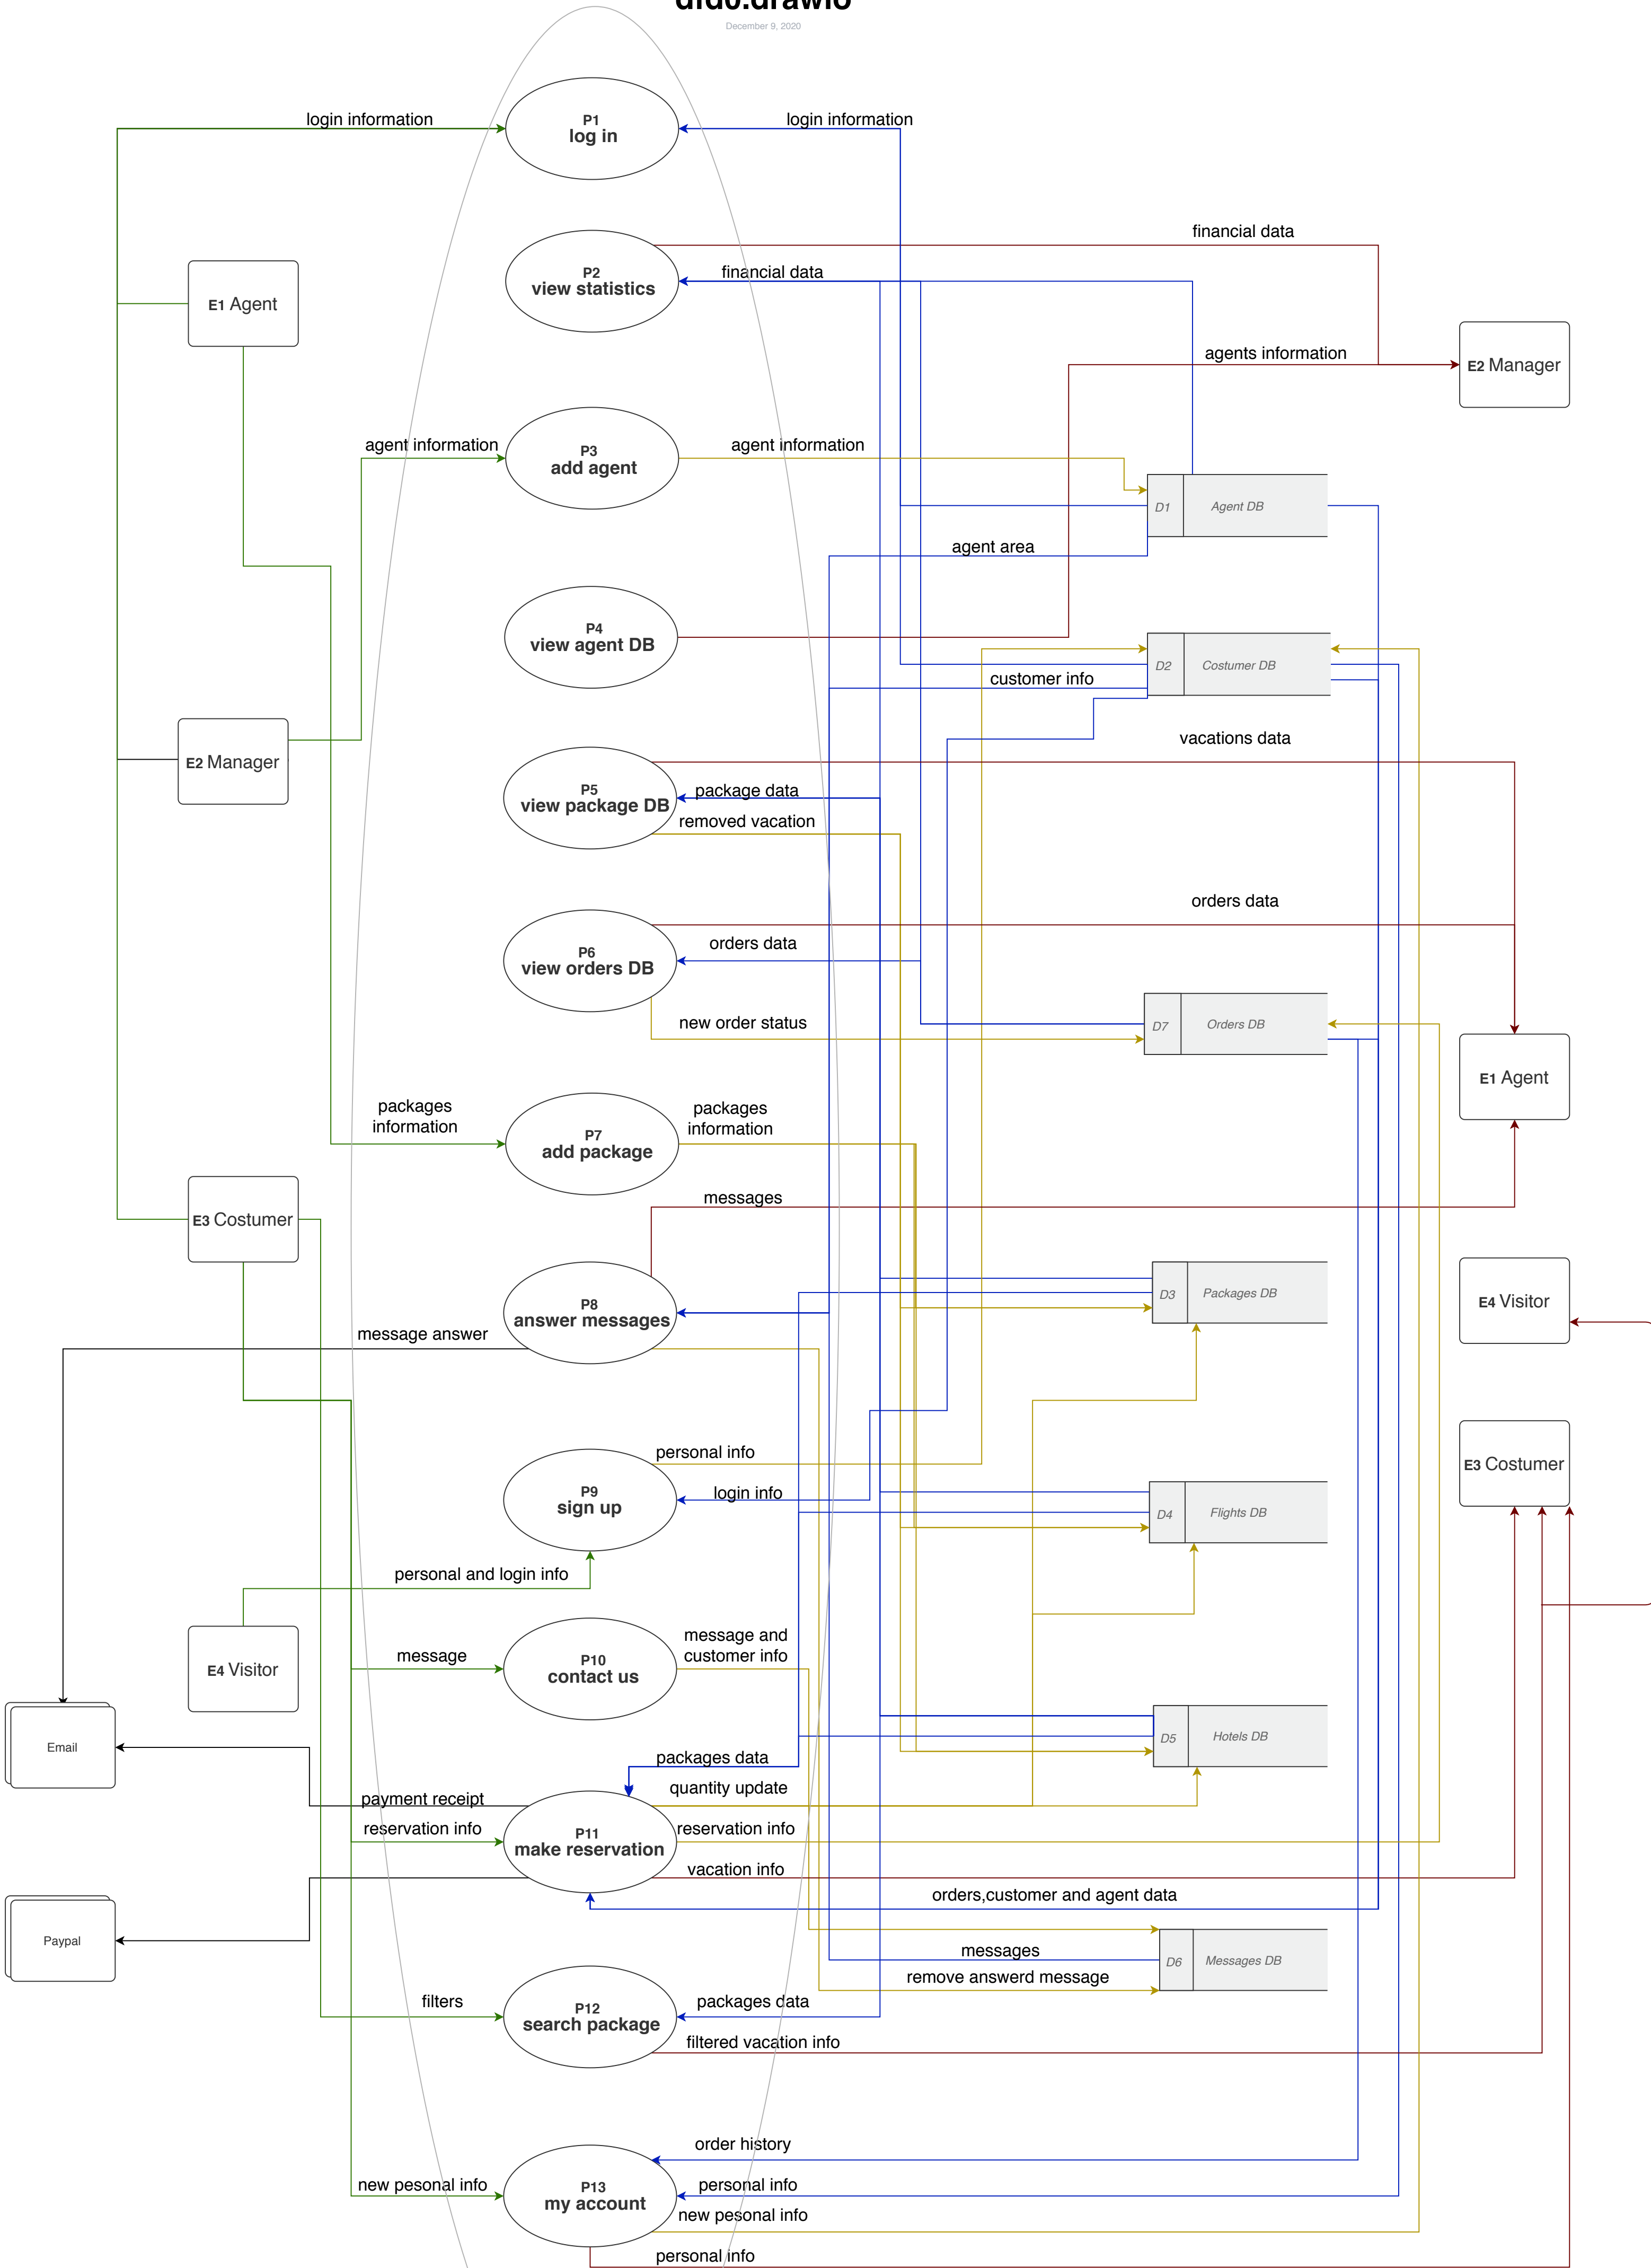 dfd0.drawio
December 9, 2020
login information
P1
log in
login information
financial data
P2
view statistics
financial data
E1 Agent
agents information
E2 Manager
agent information
P3
add agent
agent information
D1
Agent DB
agent area
P4
view agent DB
D2
Costumer DB
customer info
E2 Manager
vacations data
P5
view package DB
package data
removed vacation
orders data
P6
view orders DB
orders data
new order status
D7
Orders DB
E1 Agent
packages
information
P7
add package
packages
information
E3 Costumer
messages
P8
answer messages
message answer
D3
Packages DB
E4 Visitor
personal info
P9
sign up
login info
E3 Costumer
D4
Flights DB
personal and login info
E4 Visitor
message
P10
contact us
message and
customer info
Email
D5
Hotels DB
packages data
quantity update
payment receipt
reservation info
P11
make reservation
reservation info
vacation info
orders,customer and agent data
Paypal
messages
D6
Messages DB
remove answerd message
filters
P12
search package
packages data
filtered vacation info
order history
new pesonal info
P13
my account
personal info
new pesonal info
personal info